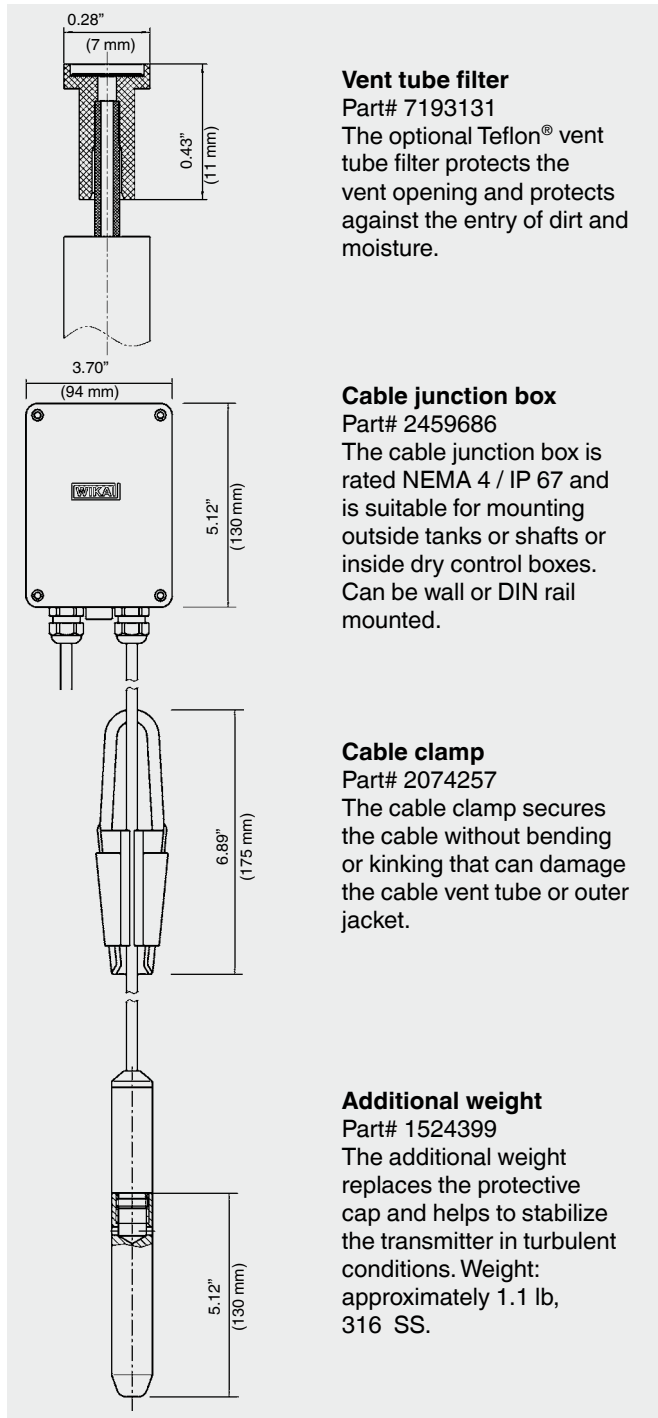 0.28”
(7 mm)
0.43”
(11 mm)
Vent tube filter
Part# 7193131
The optional Teflon® vent
tube filter protects the
vent opening and protects
against the entry of dirt and
moisture.
3.70”
(94 mm)
WIKA
5.12”
(130 mm)
Cable junction box
Part# 2459686
The cable junction box is
rated NEMA 4 / IP 67 and
is suitable for mounting
outside tanks or shafts or
inside dry control boxes.
Can be wall or DIN rail
mounted.
6.89”
(175 mm)
Cable clamp
Part# 2074257
The cable clamp secures
the cable without bending
or kinking that can damage
the cable vent tube or outer
jacket.
5.12”
(130 mm)
Additional weight
Part# 1524399
The additional weight
replaces the protective
cap and helps to stabilize
the transmitter in turbulent
conditions. Weight:
approximately 1.1 lb,
316  SS.